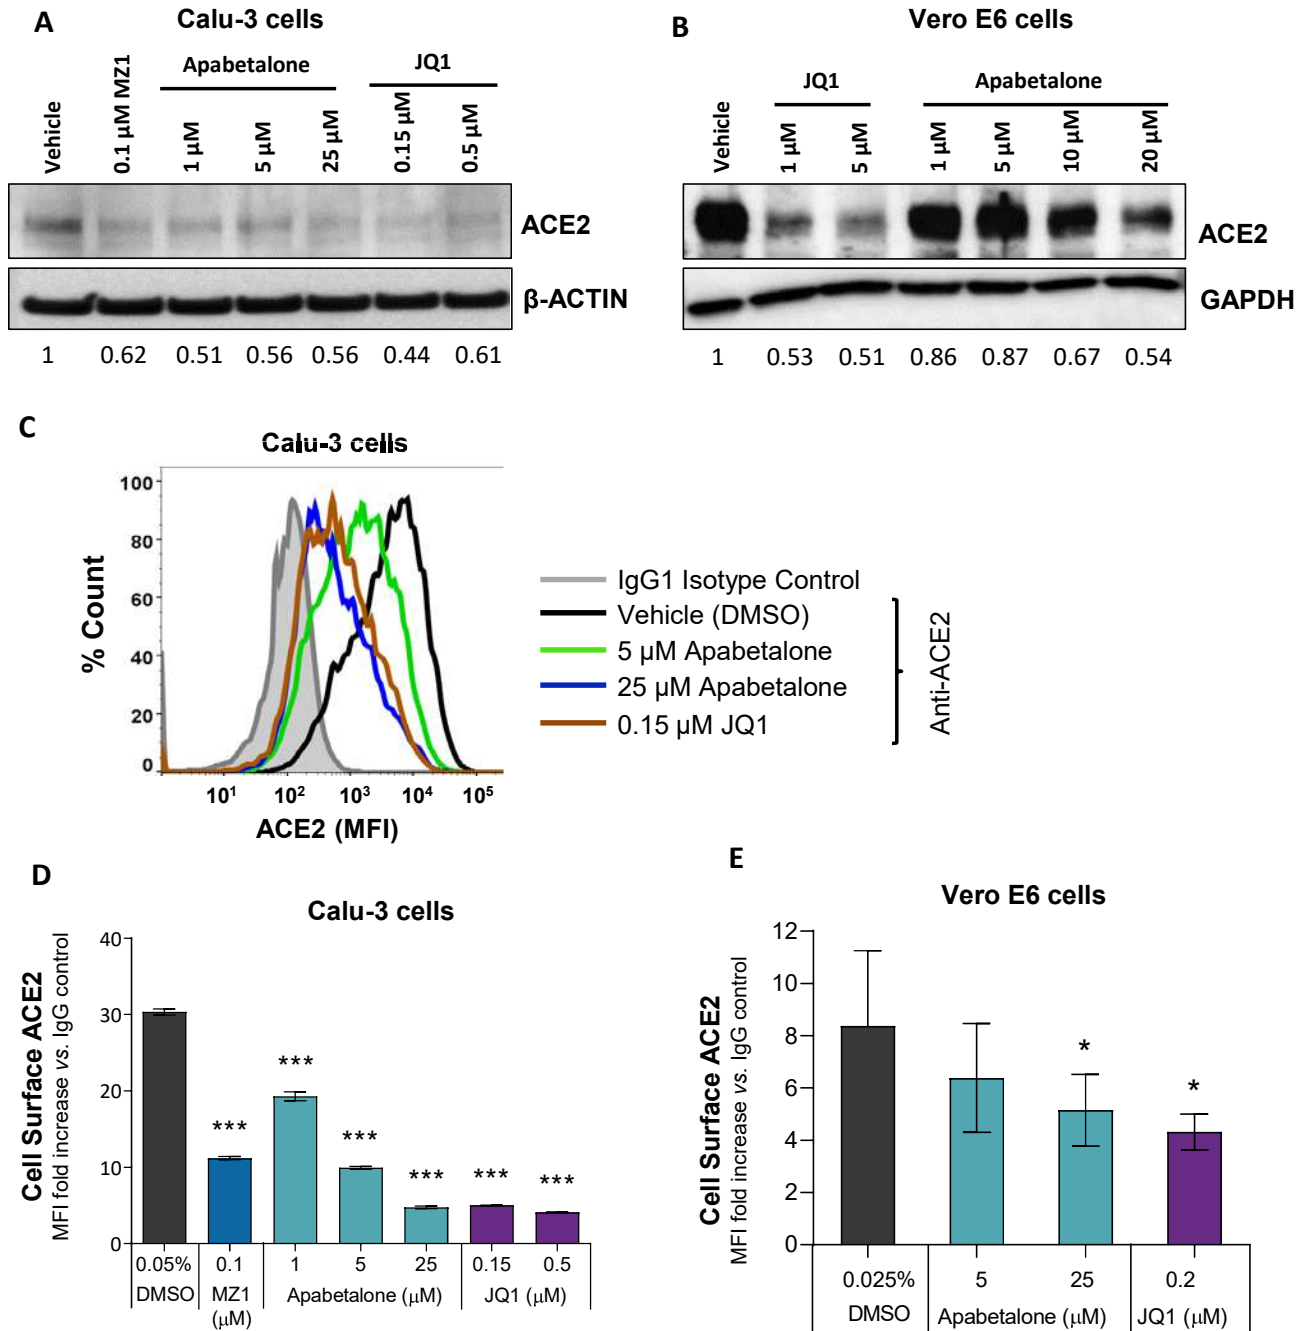 A
Calu-3 cells
Vehicle
0.1 µM MZ1
Apabetalone
1 µM
5 µM
25 µM
JQ1
0.15 µM
0.5 µM
ACE2
β-ACTIN
1 0.62 0.51 0.56 0.56 0.44 0.61
B
Vero E6 cells
Vehicle
JQ1
1 µM
5 µM
Apabetalone
1 µM
5 µM
10 µM
20 µM
ACE2
GAPDH
1 0.53 0.51 0.86 0.87 0.67 0.54
C
Calu-3 cells
% Count
100
80
60
40
20
0
10¹ 10² 10³ 10⁴ 10⁵
ACE2 (MFI)
IgG1 Isotype Control
Vehicle (DMSO)
5 µM Apabetalone
25 µM Apabetalone
0.15 µM JQ1
Anti-ACE2
D
Calu-3 cells
Cell Surface ACE2
MFI fold increase vs. IgG control
40
30
20
10
0
*** *** *** *** *** ***
0.05% 0.1 1 5 25 0.15 0.5
DMSO MZ1 Apabetalone (µM) JQ1 (µM)
(µM)
E
Vero E6 cells
Cell Surface ACE2
MFI fold increase vs. IgG control
12
10
8
6
4
2
0
* *
0.025% 5 25 0.2
DMSO Apabetalone (µM) JQ1 (µM)